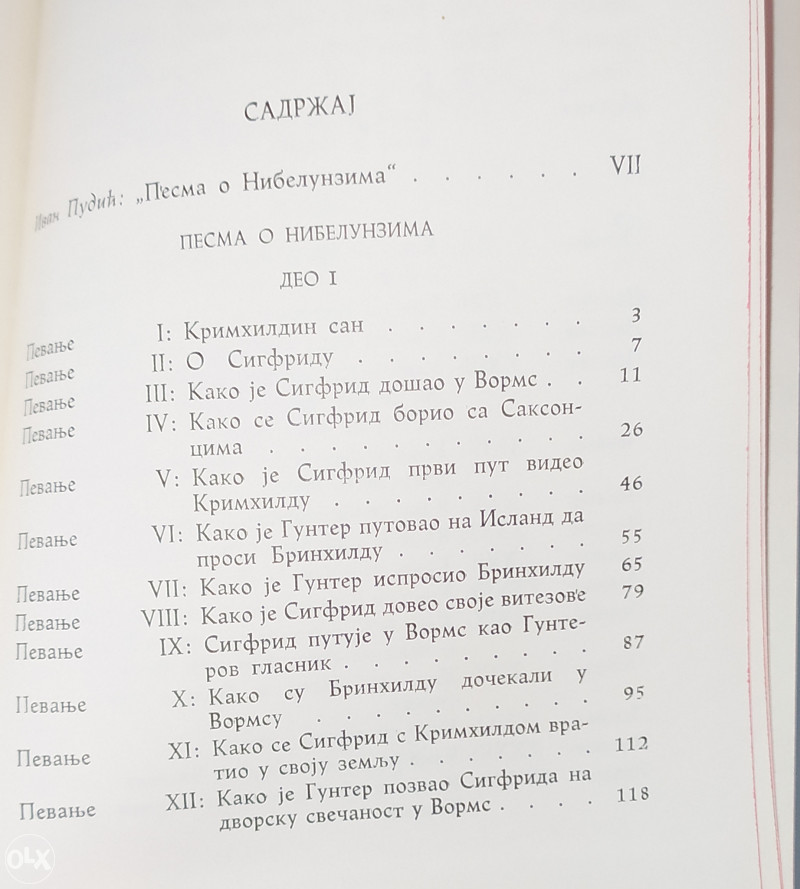 САДРЖАЈ
Иван Пудић: „Песма о Нибелунзима“ . . . . . . VII
ПЕСМА О НИБЕЛУНЗИМА
ДЕО I
Певање I: Кримхилдин сан . . . . . . . 3
Певање II: О Сигфриду . . . . . . . . 7
Певање III: Како је Сигфрид дошао у Вормс . . 11
Певање IV: Како се Сигфрид борио са Саксон-
цима . . . . . . . . . . . 26
Певање V: Како је Сигфрид први пут видео
Кримхилду . . . . . . . . 46
Певање VI: Како је Гунтер путовао на Исланд да
проси Бринхилду . . . . . . 55
Певање VII: Како је Гунтер испросио Бринхилду 65
Певање VIII: Како је Сигфрид довео своје витезове 79
Певање IX: Сигфрид путује у Вормс као Гунте-
ров гласник . . . . . . . . 87
Певање X: Како су Бринхилду дочекали у
Вормсу . . . . . . . . 95
Певање XI: Како се Сигфрид с Кримхилдом вра-
тио у своју земљу . . . . . . 112
Певање XII: Како је Гунтер позвао Сигфрида на
дворску свечаност у Вормс . . . . 118
OLX